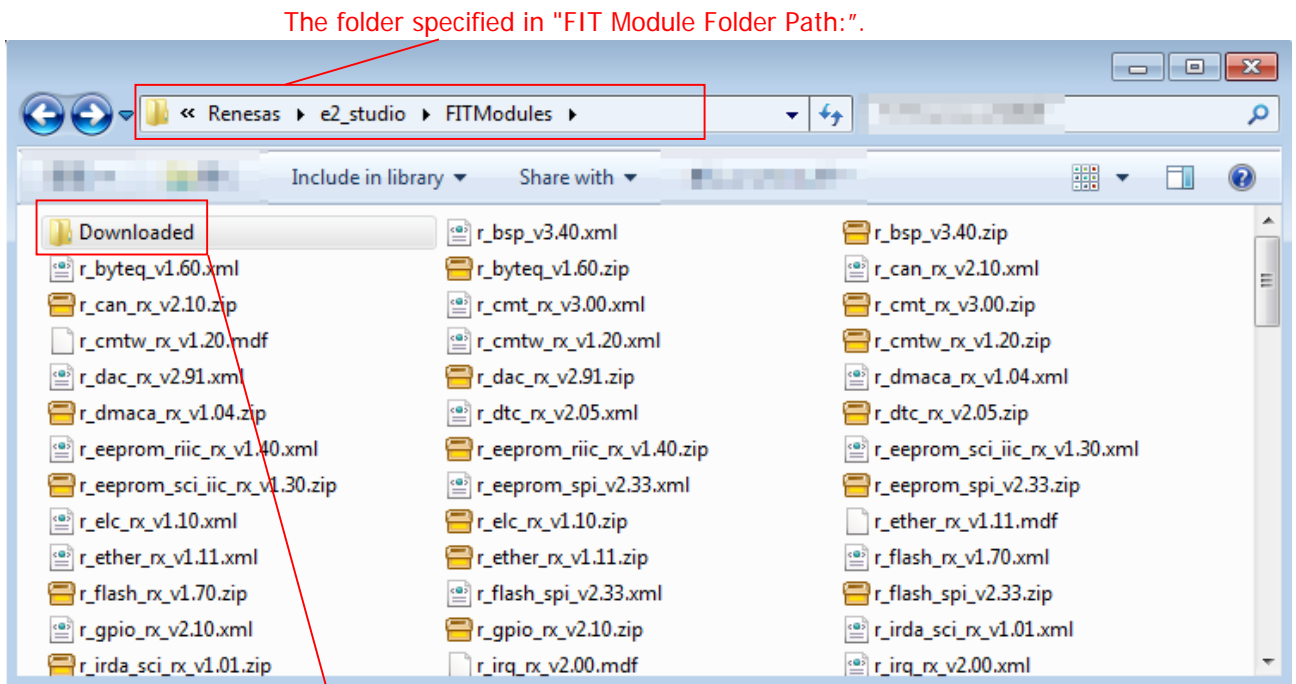 The folder specified in "FIT Module Folder Path:”.
« Renesas ▸ e2_studio ▸ FITModules ▸
Include in library ▾ Share with ▾
Downloaded r_bsp_v3.40.xml r_bsp_v3.40.zip
r_byteq_v1.60.xml r_byteq_v1.60.zip r_can_rx_v2.10.xml
r_can_rx_v2.10.zip r_cmt_rx_v3.00.xml r_cmt_rx_v3.00.zip
r_cmtw_rx_v1.20.mdf r_cmtw_rx_v1.20.xml r_cmtw_rx_v1.20.zip
r_dac_rx_v2.91.xml r_dac_rx_v2.91.zip r_dmaca_rx_v1.04.xml
r_dmaca_rx_v1.04.zip r_dtc_rx_v2.05.xml r_dtc_rx_v2.05.zip
r_eeprom_riic_rx_v1.40.xml r_eeprom_riic_rx_v1.40.zip r_eeprom_sci_iic_rx_v1.30.xml
r_eeprom_sci_iic_rx_v1.30.zip r_eeprom_spi_v2.33.xml r_eeprom_spi_v2.33.zip
r_elc_rx_v1.10.xml r_elc_rx_v1.10.zip r_ether_rx_v1.11.mdf
r_ether_rx_v1.11.xml r_ether_rx_v1.11.zip r_flash_rx_v1.70.xml
r_flash_rx_v1.70.zip r_flash_spi_v2.33.xml r_flash_spi_v2.33.zip
r_gpio_rx_v2.10.xml r_gpio_rx_v2.10.zip r_irda_sci_rx_v1.01.xml
r_irda_sci_rx_v1.01.zip r_irq_rx_v2.00.mdf r_irq_rx_v2.00.xml